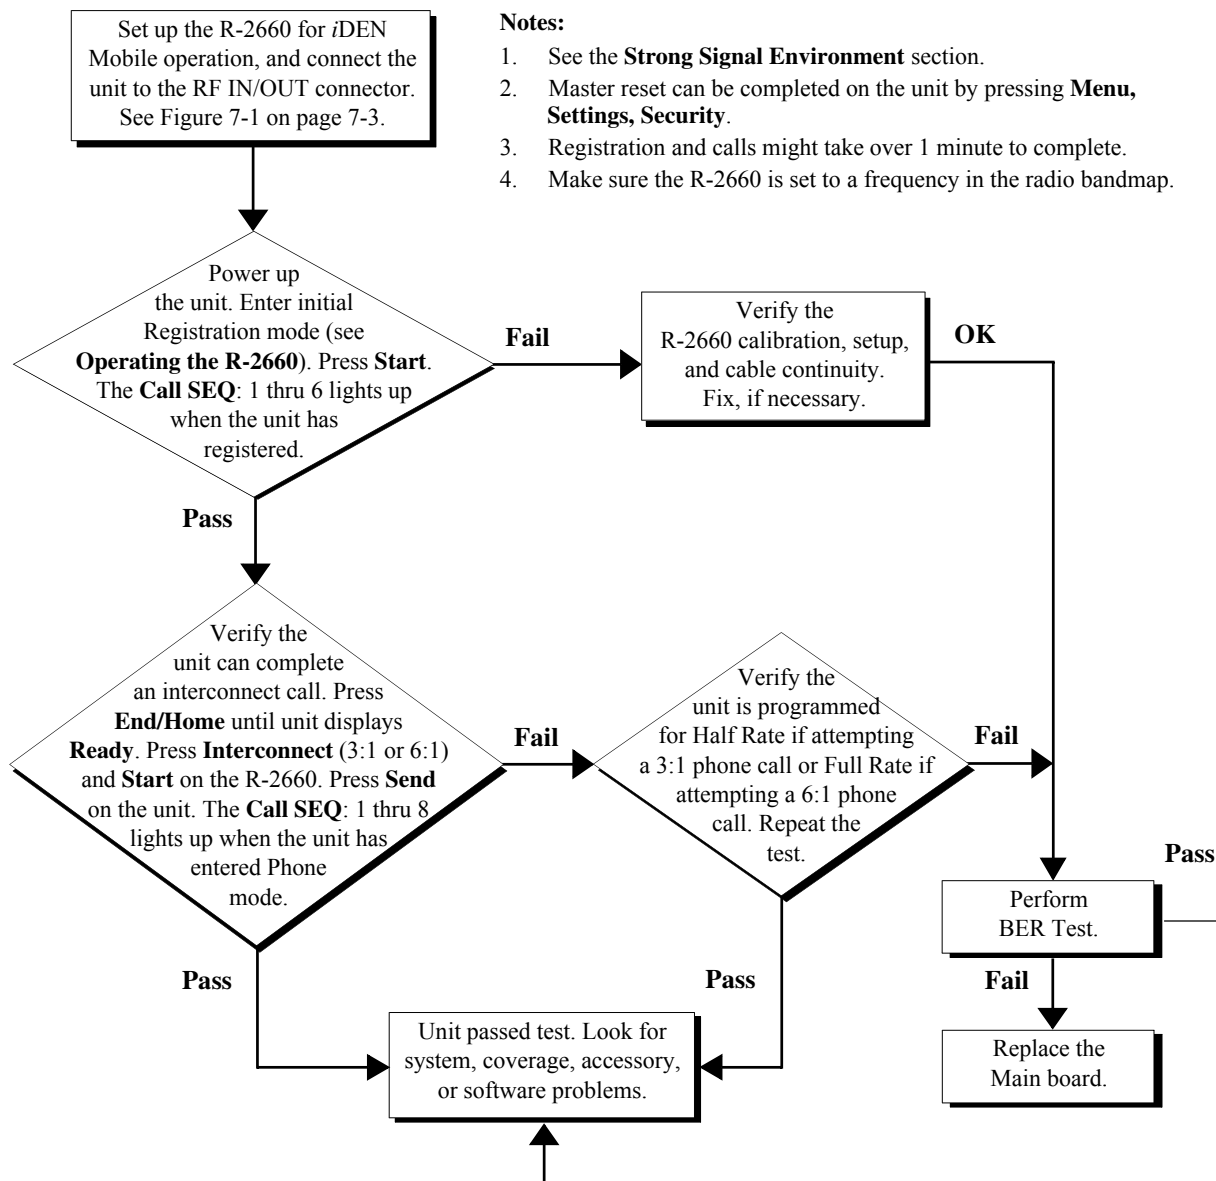 Set up the R-2660 for iDEN
Mobile operation, and connect the
unit to the RF IN/OUT connector.
See Figure 7-1 on page 7-3.
Notes:
1. See the Strong Signal Environment section.
2. Master reset can be completed on the unit by pressing Menu,
Settings, Security.
3. Registration and calls might take over 1 minute to complete.
4. Make sure the R-2660 is set to a frequency in the radio bandmap.
Power up
the unit. Enter initial
Registration mode (see
Operating the R-2660). Press Start.
The Call SEQ: 1 thru 6 lights up
when the unit has
registered.
Fail
Verify the
R-2660 calibration, setup,
and cable continuity.
Fix, if necessary.
OK
Pass
Verify the
unit can complete
an interconnect call. Press
End/Home until unit displays
Ready. Press Interconnect (3:1 or 6:1)
and Start on the R-2660. Press Send
on the unit. The Call SEQ: 1 thru 8
lights up when the unit has
entered Phone
mode.
Fail
Verify the
unit is programmed
for Half Rate if attempting
a 3:1 phone call or Full Rate if
attempting a 6:1 phone
call. Repeat the
test.
Fail
Pass
Perform
BER Test.
Pass
Pass
Fail
Unit passed test. Look for
system, coverage, accessory,
or software problems.
Replace the
Main board.